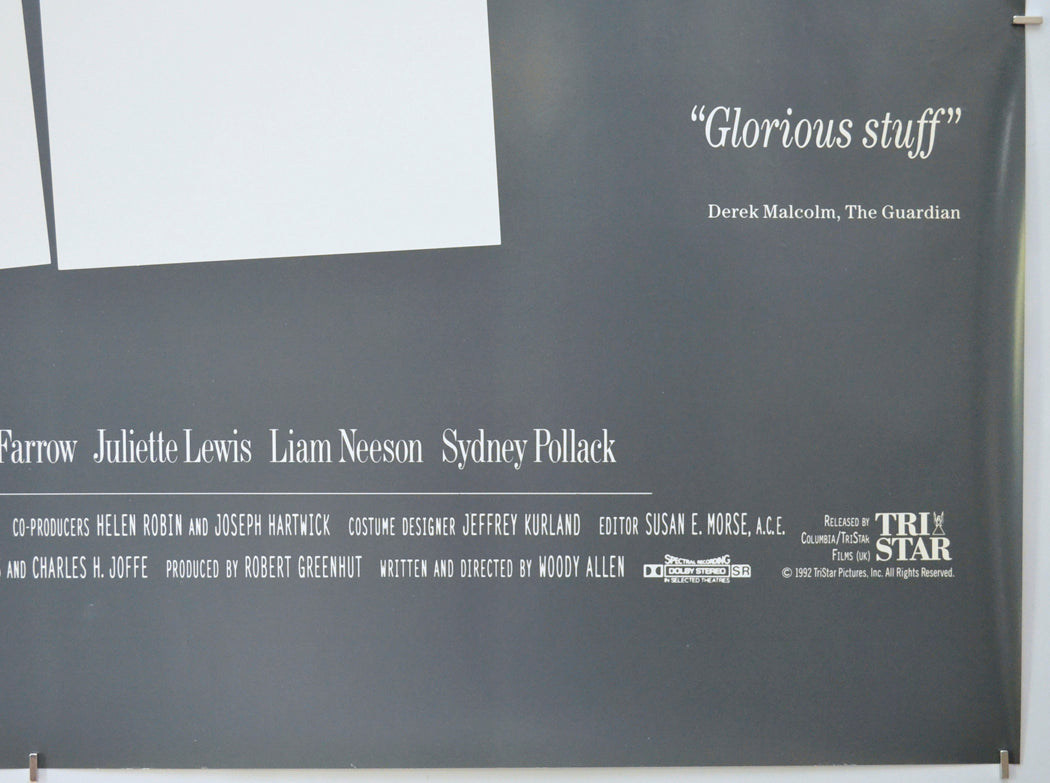 “Glorious stuff”
Derek Malcolm, The Guardian
Farrow Juliette Lewis Liam Neeson Sydney Pollack
CO-PRODUCERS HELEN ROBIN AND JOSEPH HARTWICK COSTUME DESIGNER JEFFREY KURLAND EDITOR SUSAN E. MORSE, A.C.E.
AND CHARLES H. JOFFE PRODUCED BY ROBERT GREENHUT WRITTEN AND DIRECTED BY WOODY ALLEN
SPECTRAL RECORDING
DOLBY STEREO SR
IN SELECTED THEATRES
RELEASED BY
COLUMBIA/TRISTAR
FILMS (UK)
TRI
STAR
© 1992 TriStar Pictures, Inc. All Rights Reserved.